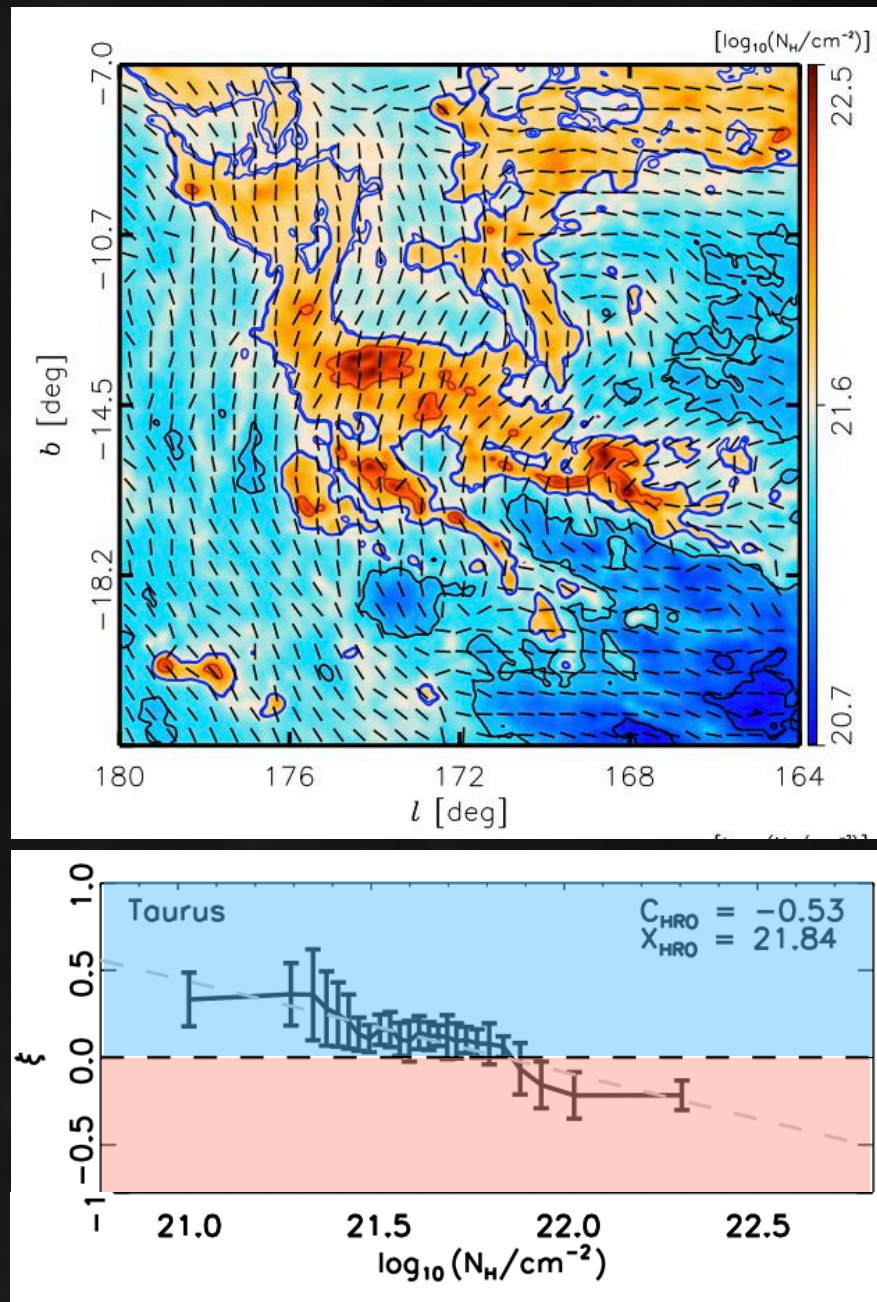 [log₁₀(N_H/cm⁻²)]
−7.0
−10.7
−14.5
−18.2
b [deg]
180 176 172 168 164
l [deg]
22.5
21.6
20.7
1.0
0.5
0.0
−0.5
−1
ξ
Taurus
C_HRO = −0.53
X_HRO = 21.84
21.0 21.5 22.0 22.5
log₁₀(N_H/cm⁻²)